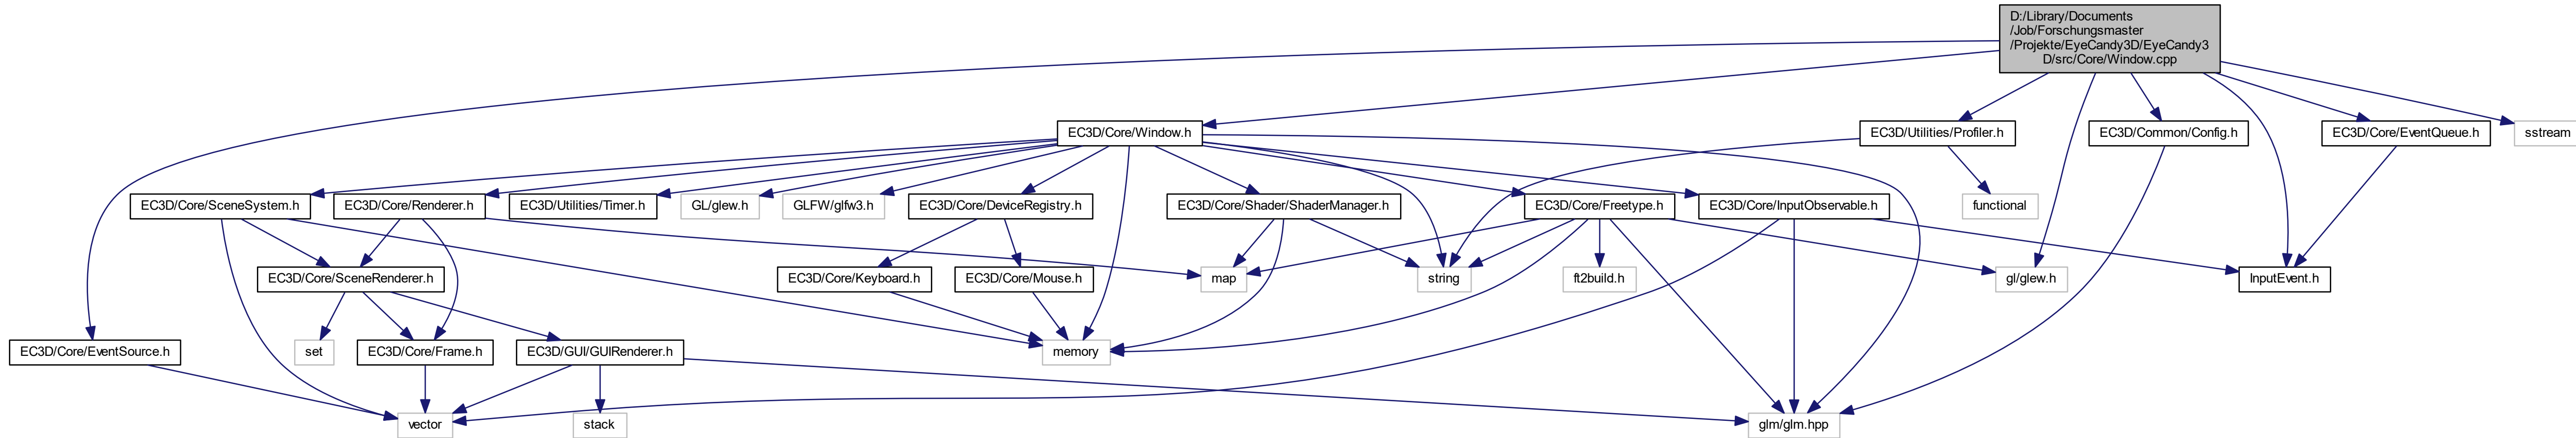 D:/Library/Documents
/Job/Forschungsmaster
/Projekte/EyeCandy3D/EyeCandy3
D/src/Core/Window.cpp
EC3D/Core/Window.h
EC3D/Utilities/Profiler.h
EC3D/Common/Config.h
EC3D/Core/EventQueue.h
sstream
EC3D/Core/SceneSystem.h
EC3D/Core/Renderer.h
EC3D/Utilities/Timer.h
GL/glew.h
GLFW/glfw3.h
EC3D/Core/DeviceRegistry.h
EC3D/Core/Shader/ShaderManager.h
EC3D/Core/Freetype.h
EC3D/Core/InputObservable.h
functional
EC3D/Core/SceneRenderer.h
EC3D/Core/Keyboard.h
EC3D/Core/Mouse.h
map
string
ft2build.h
gl/glew.h
InputEvent.h
EC3D/Core/EventSource.h
set
EC3D/Core/Frame.h
EC3D/GUI/GUIRenderer.h
memory
vector
stack
glm/glm.hpp